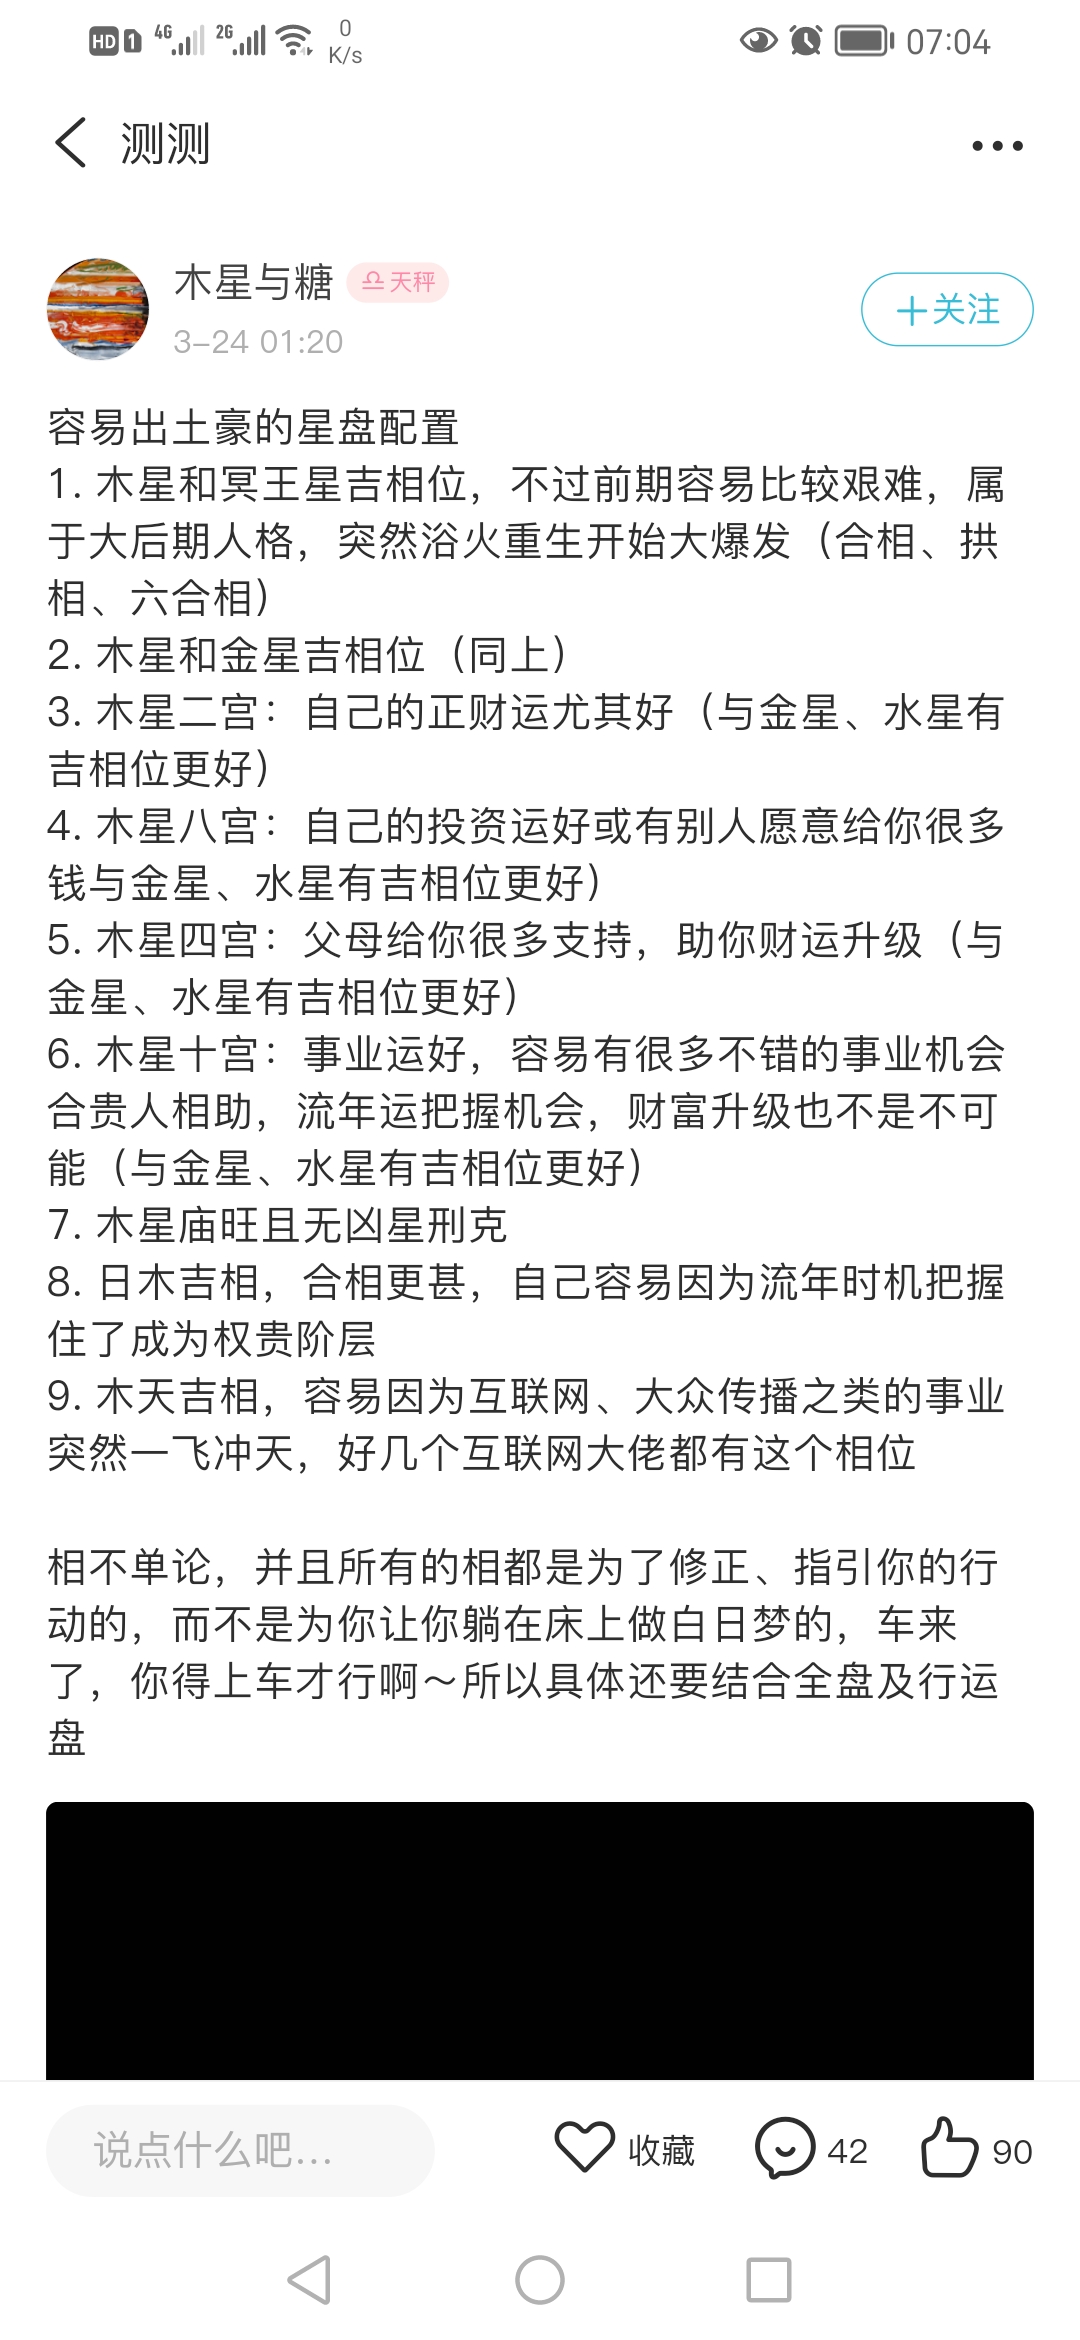 HD 1 4G 2G 0 K/s 07:04
测测
木星与糖 天秤
3-24 01:20
+关注
容易出土豪的星盘配置
1. 木星和冥王星吉相位，不过前期容易比较艰难，属
于大后期人格，突然浴火重生开始大爆发（合相、拱
相、六合相）
2. 木星和金星吉相位（同上）
3. 木星二宫：自己的正财运尤其好（与金星、水星有
吉相位更好）
4. 木星八宫：自己的投资运好或有别人愿意给你很多
钱与金星、水星有吉相位更好）
5. 木星四宫：父母给你很多支持，助你财运升级（与
金星、水星有吉相位更好）
6. 木星十宫：事业运好，容易有很多不错的事业机会
合贵人相助，流年运把握机会，财富升级也不是不可
能（与金星、水星有吉相位更好）
7. 木星庙旺且无凶星刑克
8. 日木吉相，合相更甚，自己容易因为流年时机把握
住了成为权贵阶层
9. 木天吉相，容易因为互联网、大众传播之类的事业
突然一飞冲天，好几个互联网大佬都有这个相位
相不单论，并且所有的相都是为了修正、指引你的行
动的，而不是为你让你躺在床上做白日梦的，车来
了，你得上车才行啊～所以具体还要结合全盘及行运
盘
说点什么吧... 收藏 42 90